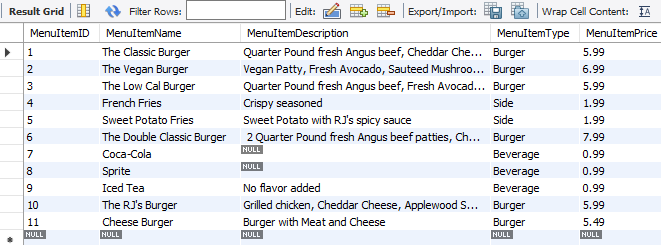 Result Grid Filter Rows: Edit: Export/Import: Wrap Cell Content:
MenuItemID MenuItemName MenuItemDescription MenuItemType MenuItemPrice
1 The Classic Burger Quarter Pound fresh Angus beef, Cheddar Che... Burger 5.99
2 The Vegan Burger Vegan Patty, Fresh Avocado, Sauteed Mushroo... Burger 6.99
3 The Low Cal Burger Quarter Pound fresh Angus beef, Fresh Avocad... Burger 5.99
4 French Fries Crispy seasoned Side 1.99
5 Sweet Potato Fries Sweet Potato with RJ's spicy sauce Side 1.99
6 The Double Classic Burger 2 Quarter Pound fresh Angus beef patties, Ch... Burger 7.99
7 Coca-Cola NULL Beverage 0.99
8 Sprite NULL Beverage 0.99
9 Iced Tea No flavor added Beverage 0.99
10 The RJ's Burger Grilled chicken, Cheddar Cheese, Applewood S... Burger 5.99
11 Cheese Burger Burger with Meat and Cheese Burger 5.49
NULL NULL NULL NULL NULL